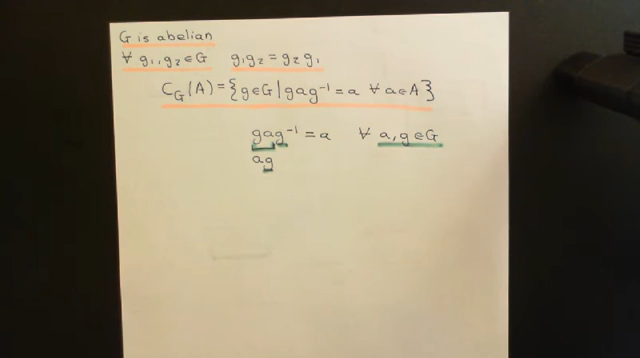 G is abelian
∀ g₁, g₂ ∈ G g₁g₂ = g₂g₁
C_G(A) = {g ∈ G | gag⁻¹ = a ∀ a ∈ A}
gag⁻¹ = a ∀ a, g ∈ G
ag